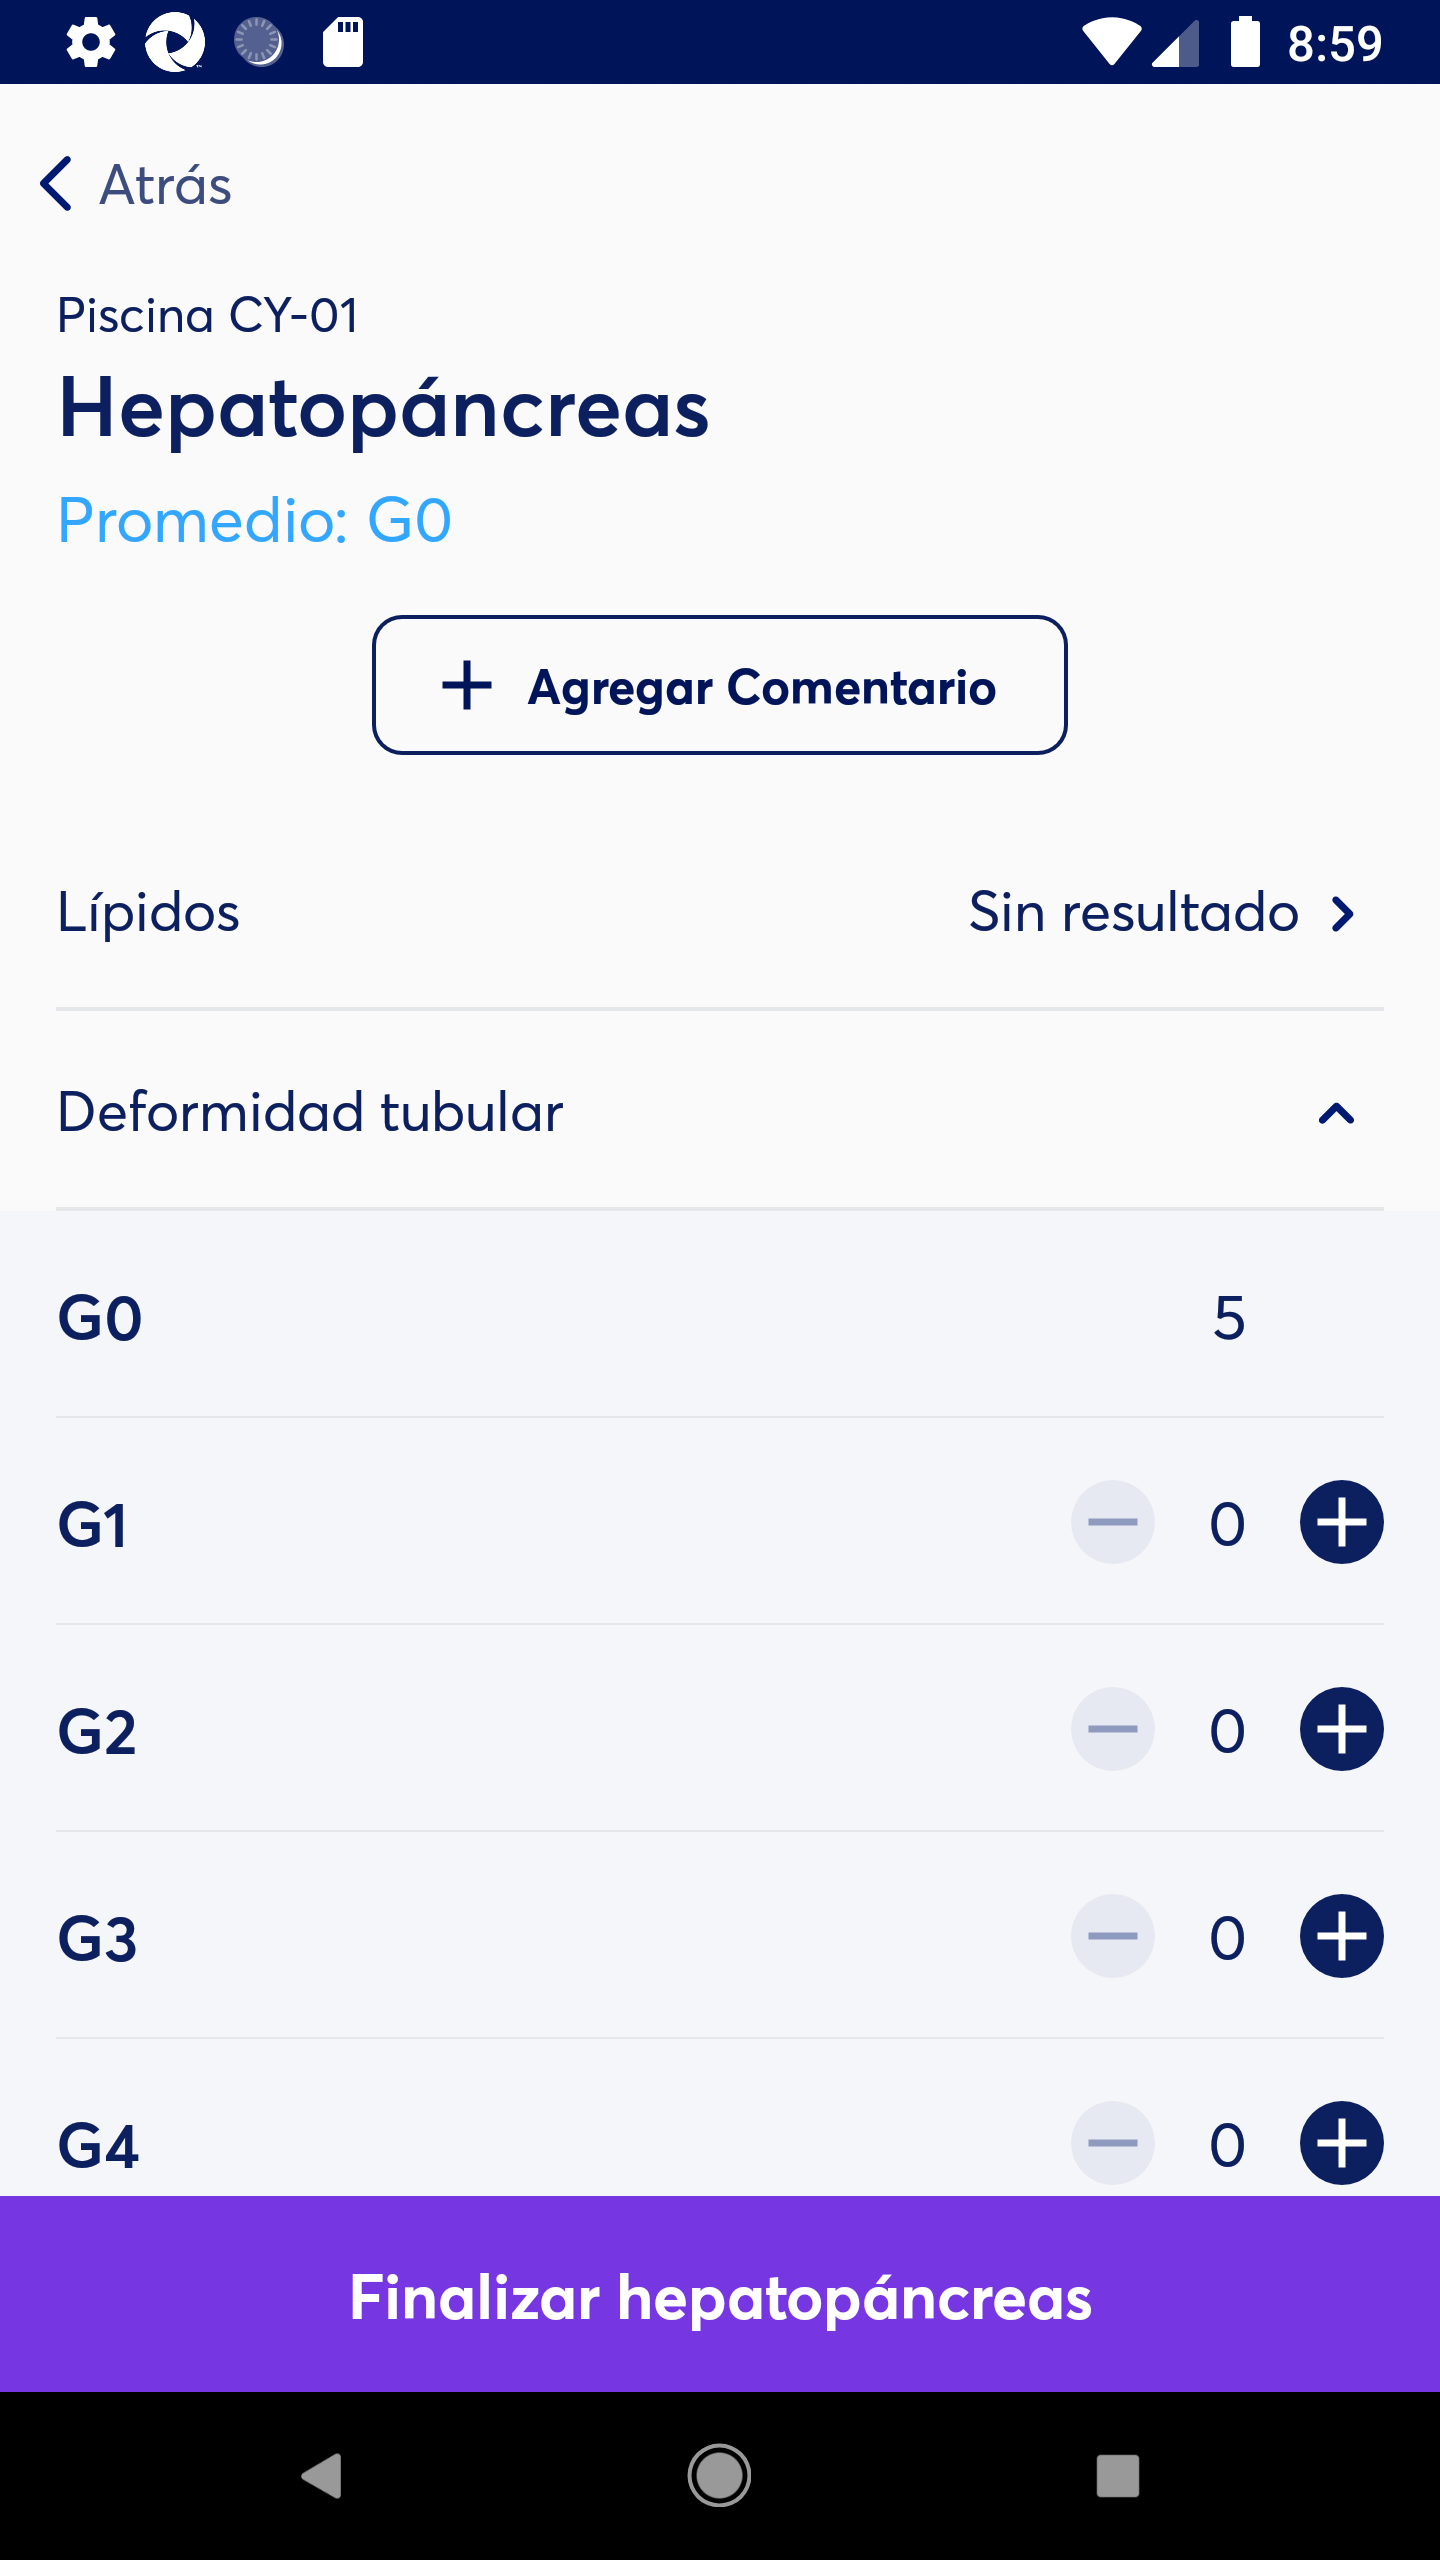 8:59
Atrás
Piscina CY-01
Hepatopáncreas
Promedio: G0
Agregar Comentario
Lípidos Sin resultado
Deformidad tubular
G0 5
G1 0
G2 0
G3 0
G4 0
Finalizar hepatopáncreas